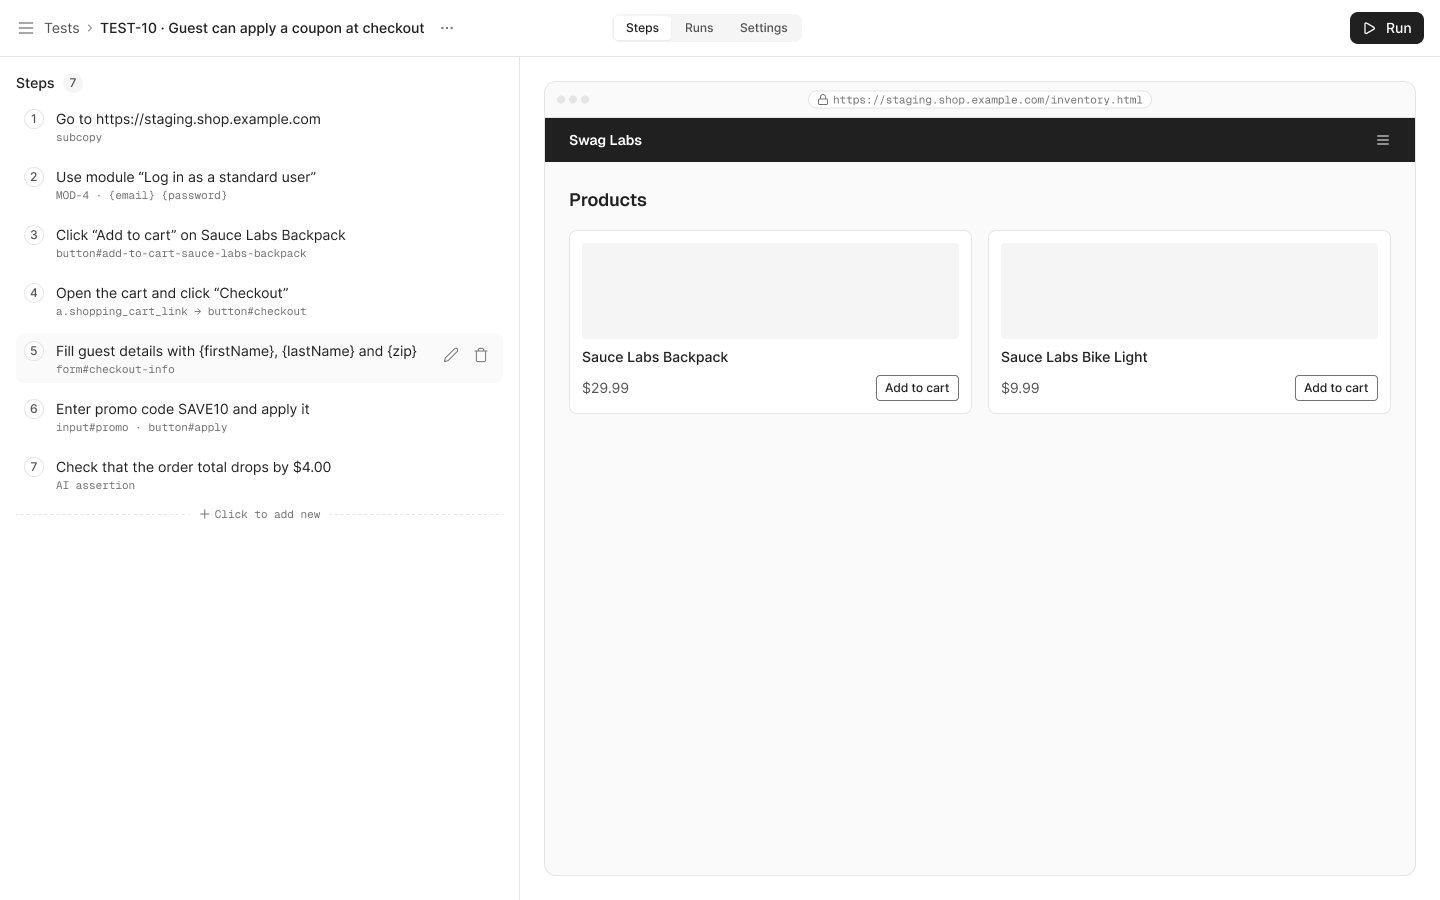 Tests › TEST-10 · Guest can apply a coupon at checkout ···
Steps Runs Settings
Run
Steps 7
1 Go to https://staging.shop.example.com
subcopy
2 Use module “Log in as a standard user”
MOD-4 · {email} {password}
3 Click “Add to cart” on Sauce Labs Backpack
button#add-to-cart-sauce-labs-backpack
4 Open the cart and click “Checkout”
a.shopping_cart_link → button#checkout
5 Fill guest details with {firstName}, {lastName} and {zip}
form#checkout-info
6 Enter promo code SAVE10 and apply it
input#promo · button#apply
7 Check that the order total drops by $4.00
AI assertion
+ Click to add new
https://staging.shop.example.com/inventory.html
Swag Labs
Products
Sauce Labs Backpack
$29.99 Add to cart
Sauce Labs Bike Light
$9.99 Add to cart